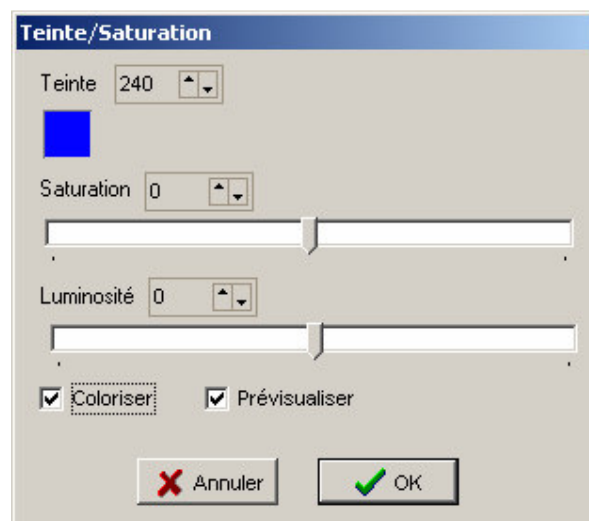 Teinte/Saturation
Teinte 240
Saturation 0
Luminosité 0
Coloriser Prévisualiser
Annuler OK